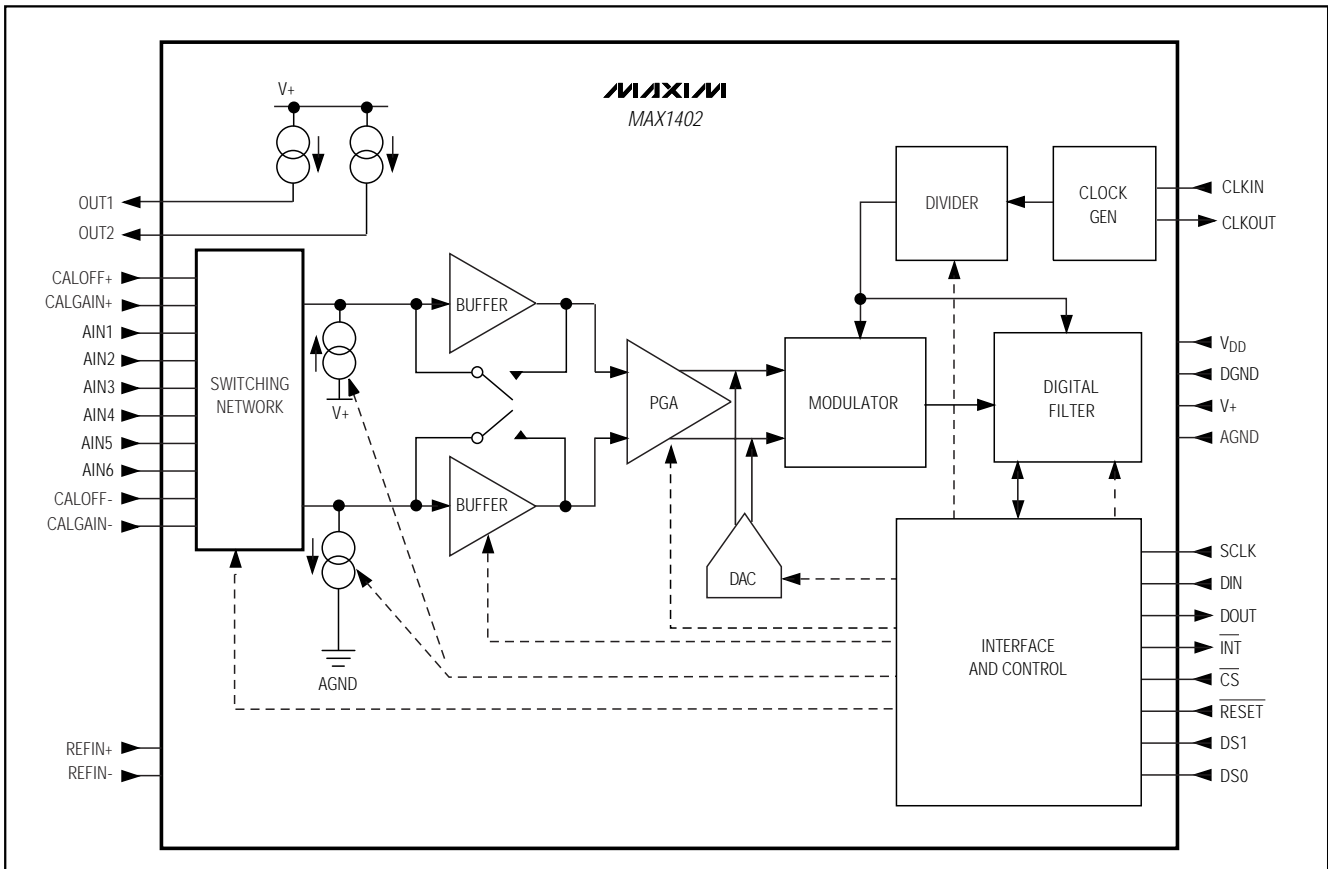 MAXIM
MAX1402
V+
OUT1
OUT2
CALOFF+
CALGAIN+
AIN1
AIN2
AIN3
AIN4
AIN5
AIN6
CALOFF-
CALGAIN-
REFIN+
REFIN-
SWITCHING
NETWORK
V+
AGND
BUFFER
BUFFER
PGA
DAC
MODULATOR
DIVIDER
CLOCK
GEN
DIGITAL
FILTER
INTERFACE
AND CONTROL
CLKIN
CLKOUT
VDD
DGND
V+
AGND
SCLK
DIN
DOUT
INT
CS
RESET
DS1
DS0